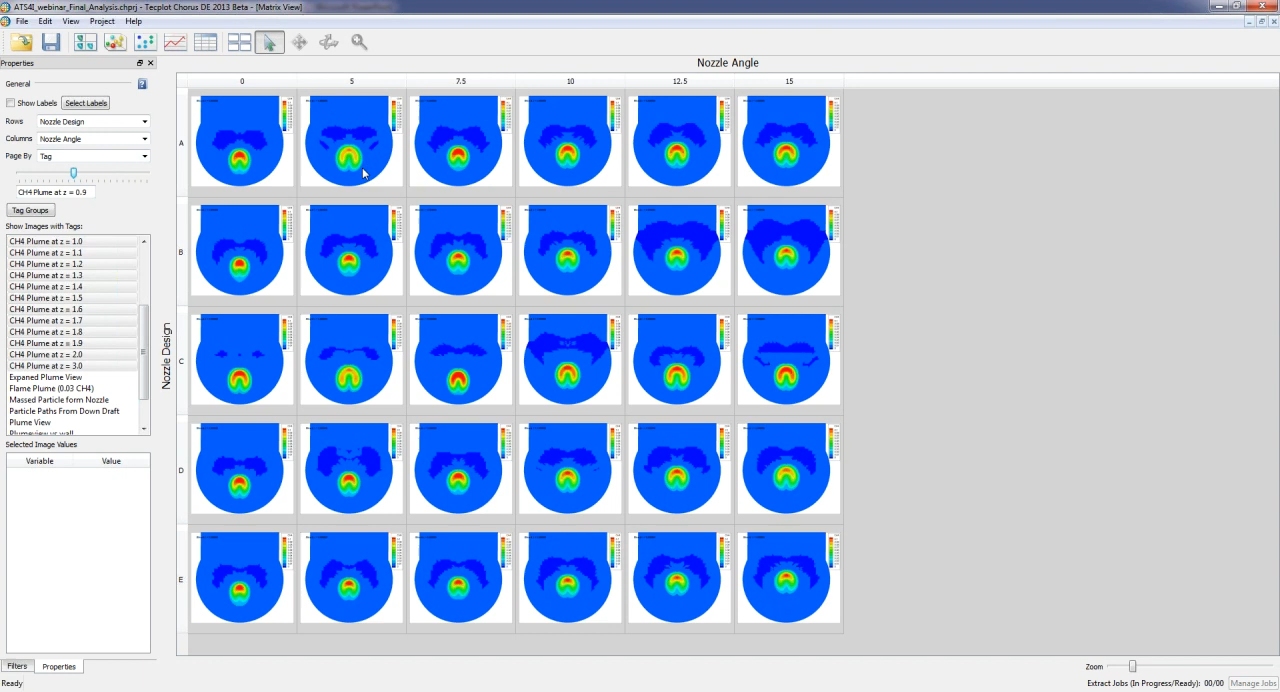 ATS4I_webinar_Final_Analysis.chprj - Tecplot Chorus DE 2013 Beta - [Matrix View]
File Edit View Project Help
Properties
General
Show Labels Select Labels
Rows Nozzle Design
Columns Nozzle Angle
Page By Tag
CH4 Plume at z = 0.9
Tag Groups
Show Images with Tags:
CH4 Plume at z = 1.0
CH4 Plume at z = 1.1
CH4 Plume at z = 1.2
CH4 Plume at z = 1.3
CH4 Plume at z = 1.4
CH4 Plume at z = 1.5
CH4 Plume at z = 1.6
CH4 Plume at z = 1.7
CH4 Plume at z = 1.8
CH4 Plume at z = 1.9
CH4 Plume at z = 2.0
CH4 Plume at z = 3.0
Expaned Plume View
Flame Plume (0.03 CH4)
Massed Particle form Nozzle
Particle Paths From Down Draft
Plume View
Plumeview vr wall
Selected Image Values
Variable Value
Filters Properties
Ready
Nozzle Angle
0 5 7.5 10 12.5 15
Nozzle Design
A
B
C
D
E
Zoom
Extract Jobs (In Progress/Ready): 00/00 Manage Jobs